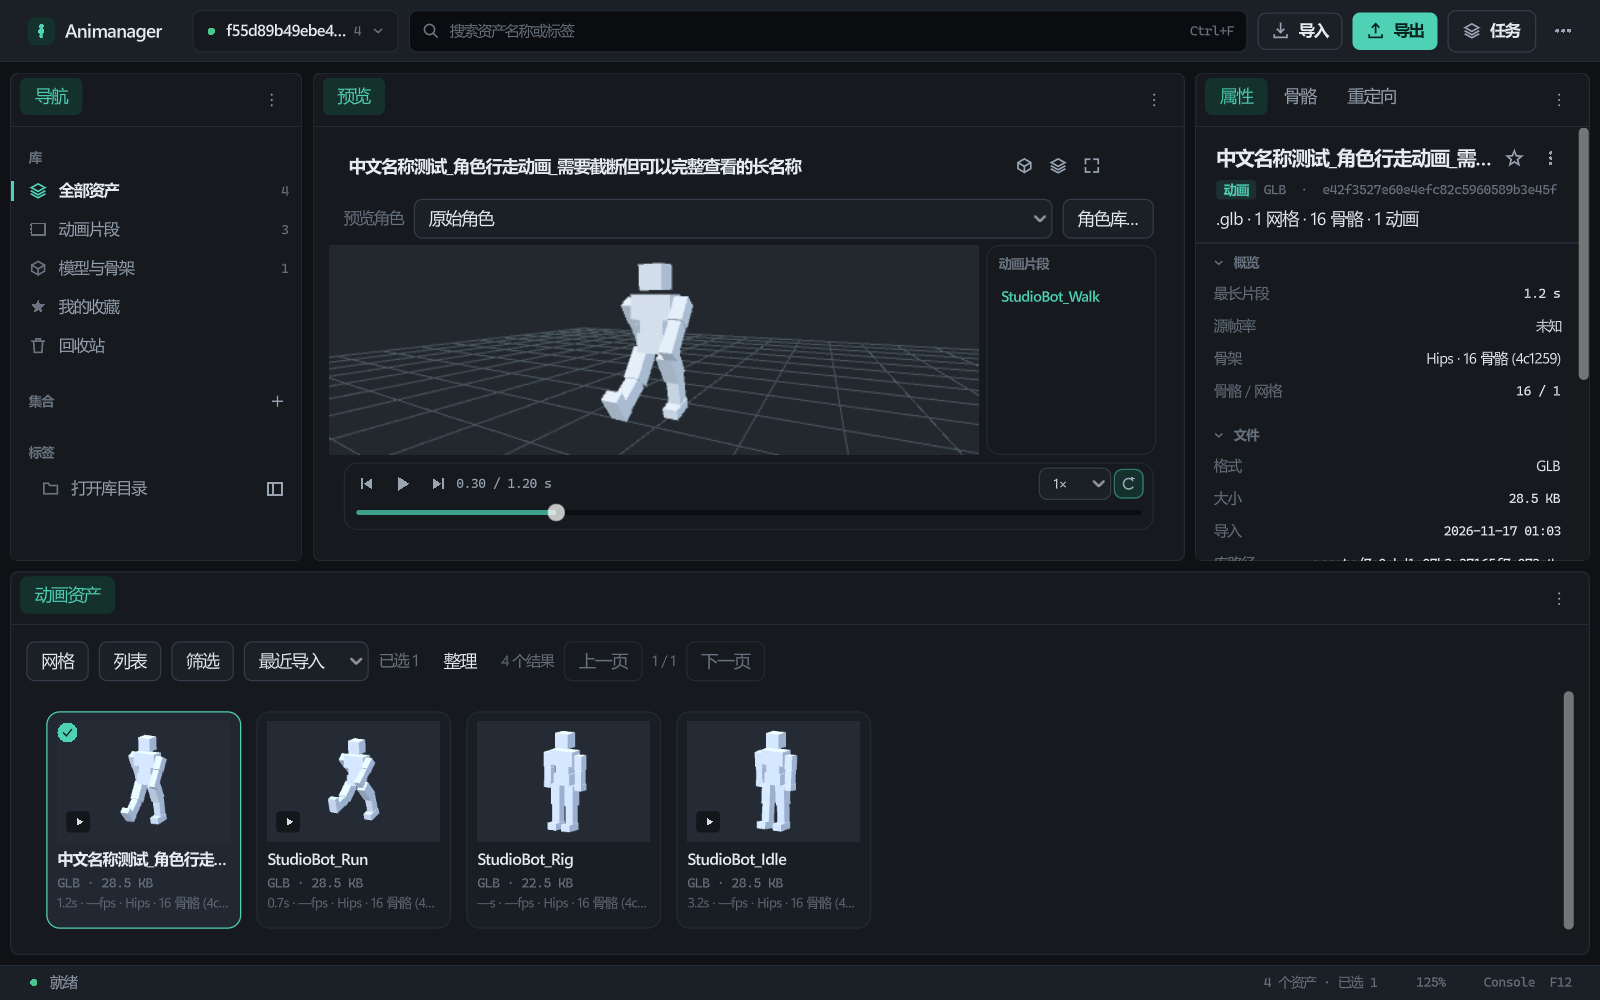 Animanager
f55d89b49ebe4... 4
搜索资产名称或标签
Ctrl+F
导入
导出
任务
导航
库
全部资产 4
动画片段 3
模型与骨架 1
我的收藏
回收站
集合
标签
打开库目录
预览
中文名称测试_角色行走动画_需要截断但可以完整查看的长名称
预览角色
原始角色
角色库...
动画片段
StudioBot_Walk
0.30 / 1.20 s
1×
属性
骨骼
重定向
中文名称测试_角色行走动画_需...
动画 GLB · e42f3527e60e4efc82c5960589b3e45f
.glb · 1 网格 · 16 骨骼 · 1 动画
概览
最长片段 1.2 s
源帧率 未知
骨架 Hips · 16 骨骼 (4c1259)
骨骼 / 网格 16 / 1
文件
格式 GLB
大小 28.5 KB
导入 2026-11-17 01:03
动画资产
网格
列表
筛选
最近导入
已选 1
整理
4 个结果
上一页
1 / 1
下一页
中文名称测试_角色行走...
GLB · 28.5 KB
1.2s · —fps · Hips · 16 骨骼 (4c...
StudioBot_Run
GLB · 28.5 KB
0.7s · —fps · Hips · 16 骨骼 (4...
StudioBot_Rig
GLB · 22.5 KB
—s · —fps · Hips · 16 骨骼 (4c...
StudioBot_Idle
GLB · 28.5 KB
3.2s · —fps · Hips · 16 骨骼 (4...
就绪
4 个资产 · 已选 1
125%
Console F12